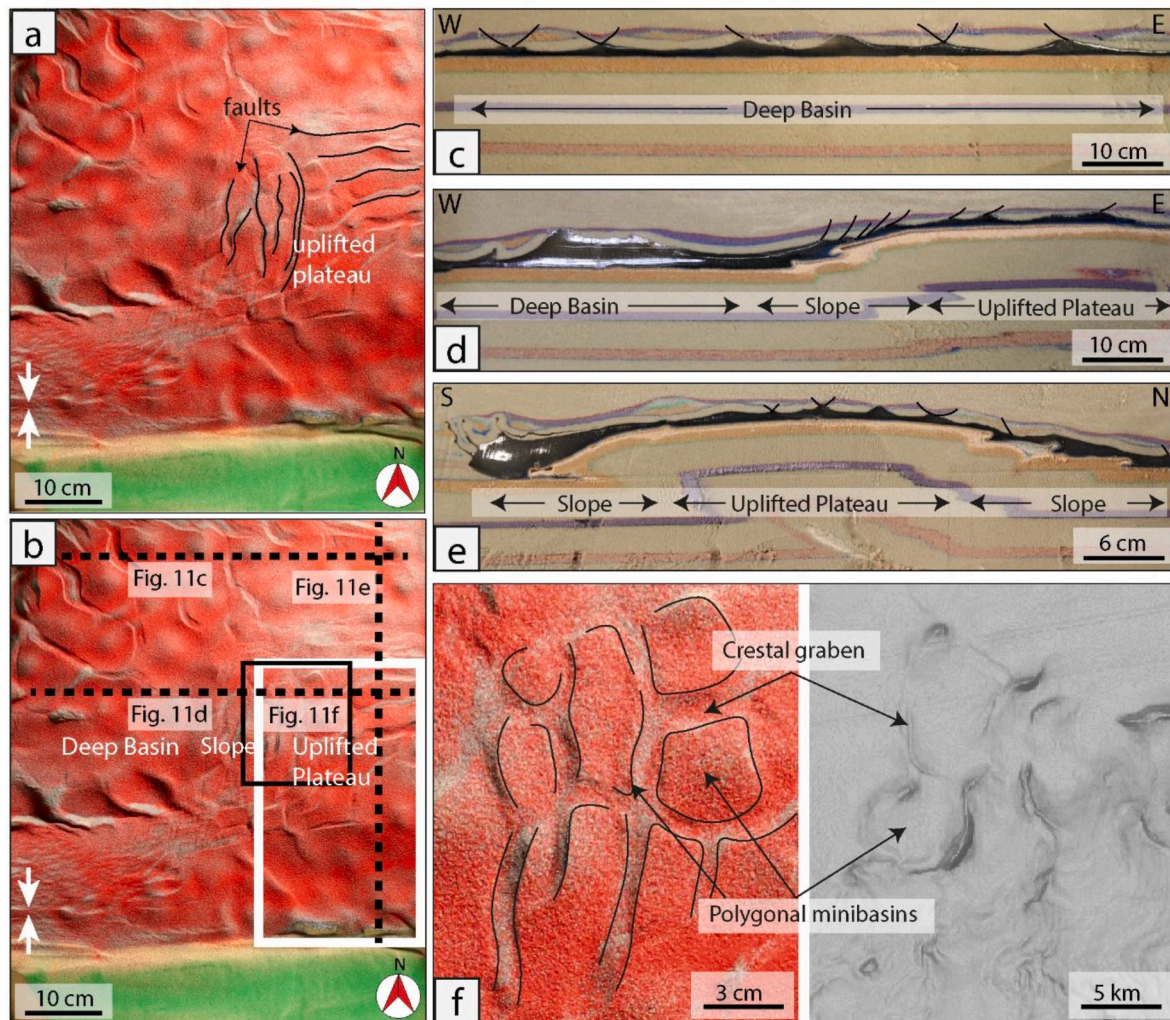 a
faults
uplifted
plateau
10 cm
N
b
Fig. 11c
Fig. 11e
Fig. 11d
Fig. 11f
Deep Basin
Slope
Uplifted
Plateau
10 cm
N
W
E
Deep Basin
c
10 cm
W
E
Deep Basin
Slope
Uplifted Plateau
d
10 cm
S
N
Slope
Uplifted Plateau
Slope
e
6 cm
Crestal graben
Polygonal minibasins
f
3 cm
5 km